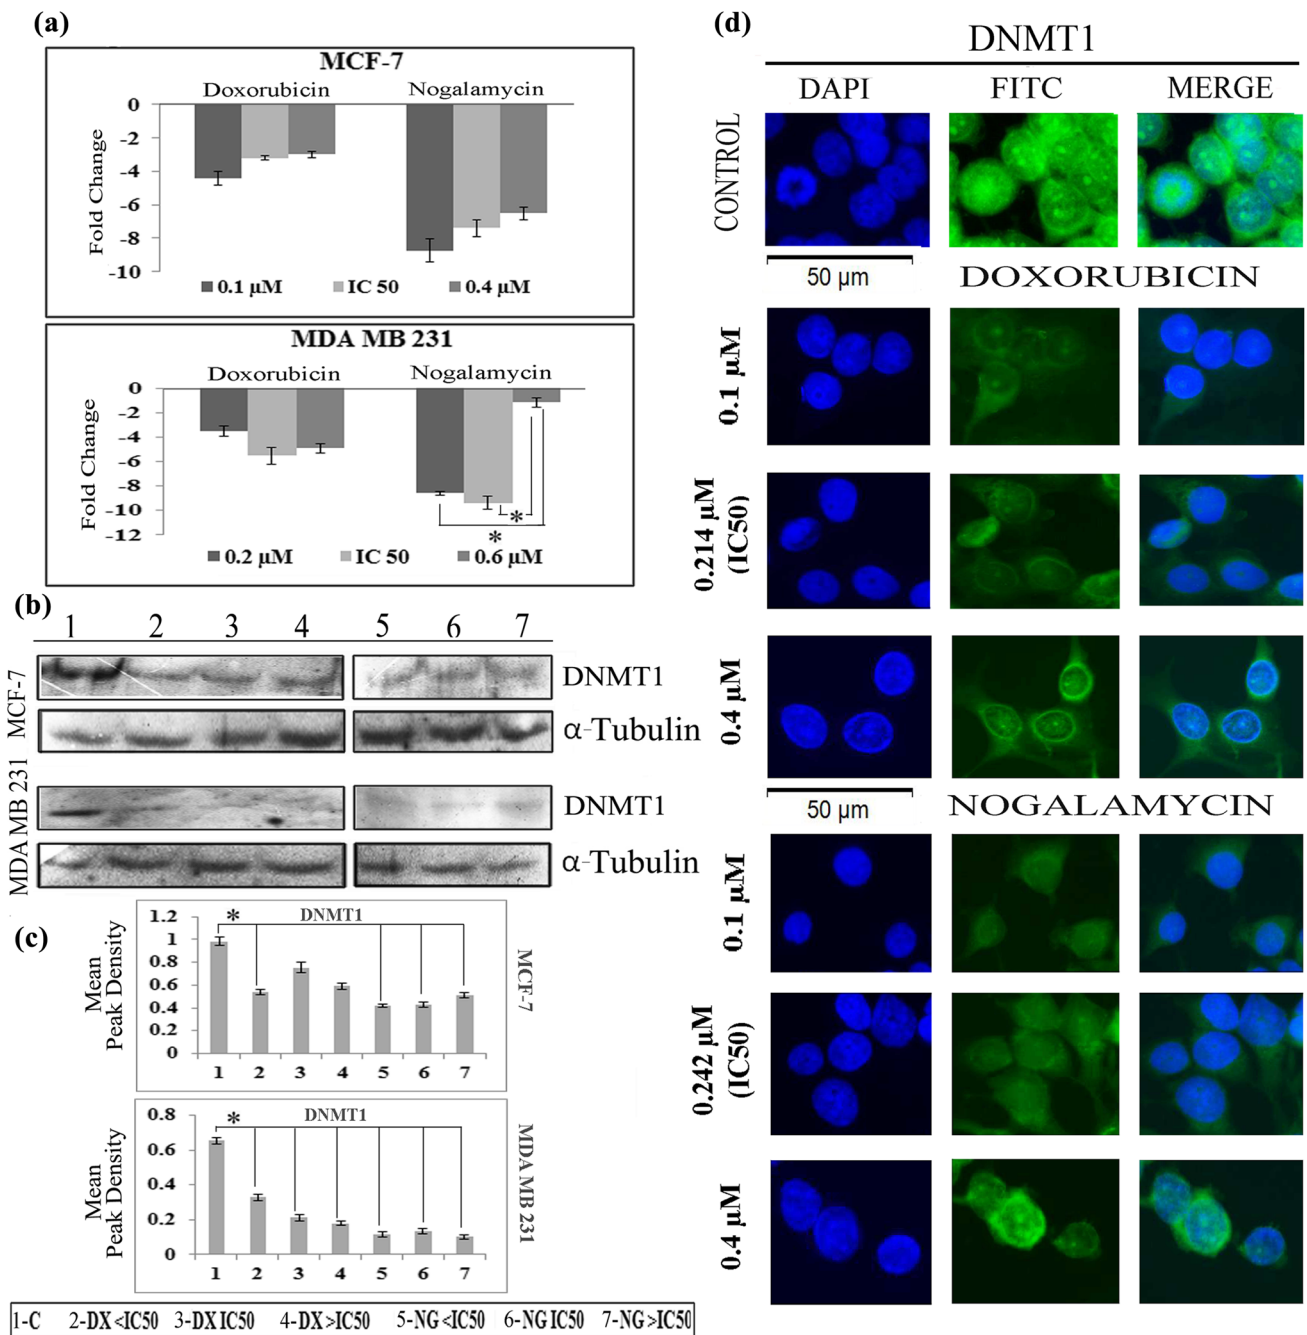 (a)
MCF-7
Doxorubicin Nogalamycin
Fold Change
0
-2
-4
-6
-8
-10
0.1 µM IC 50 0.4 µM
MDA MB 231
Doxorubicin Nogalamycin
Fold Change
0
-2
-4
-6
-8
-10
-12
*
*
0.2 µM IC 50 0.6 µM
(b)
1 2 3 4 5 6 7
MCF-7
DNMT1
α-Tubulin
MDA MB 231
DNMT1
α-Tubulin
(c)
Mean
Peak Density
1.2
1
0.8
0.6
0.4
0.2
0
* DNMT1
1 2 3 4 5 6 7
MCF-7
Mean
Peak Density
0.8
0.6
0.4
0.2
0
* DNMT1
1 2 3 4 5 6 7
MDA MB 231
1-C 2-DX <IC50 3-DX IC50 4-DX >IC50 5-NG <IC50 6-NG IC50 7-NG >IC50
(d)
DNMT1
DAPI FITC MERGE
CONTROL
50 µm
DOXORUBICIN
0.1 µM
0.214 µM
(IC50)
0.4 µM
50 µm
NOGALAMYCIN
0.1 µM
0.242 µM
(IC50)
0.4 µM